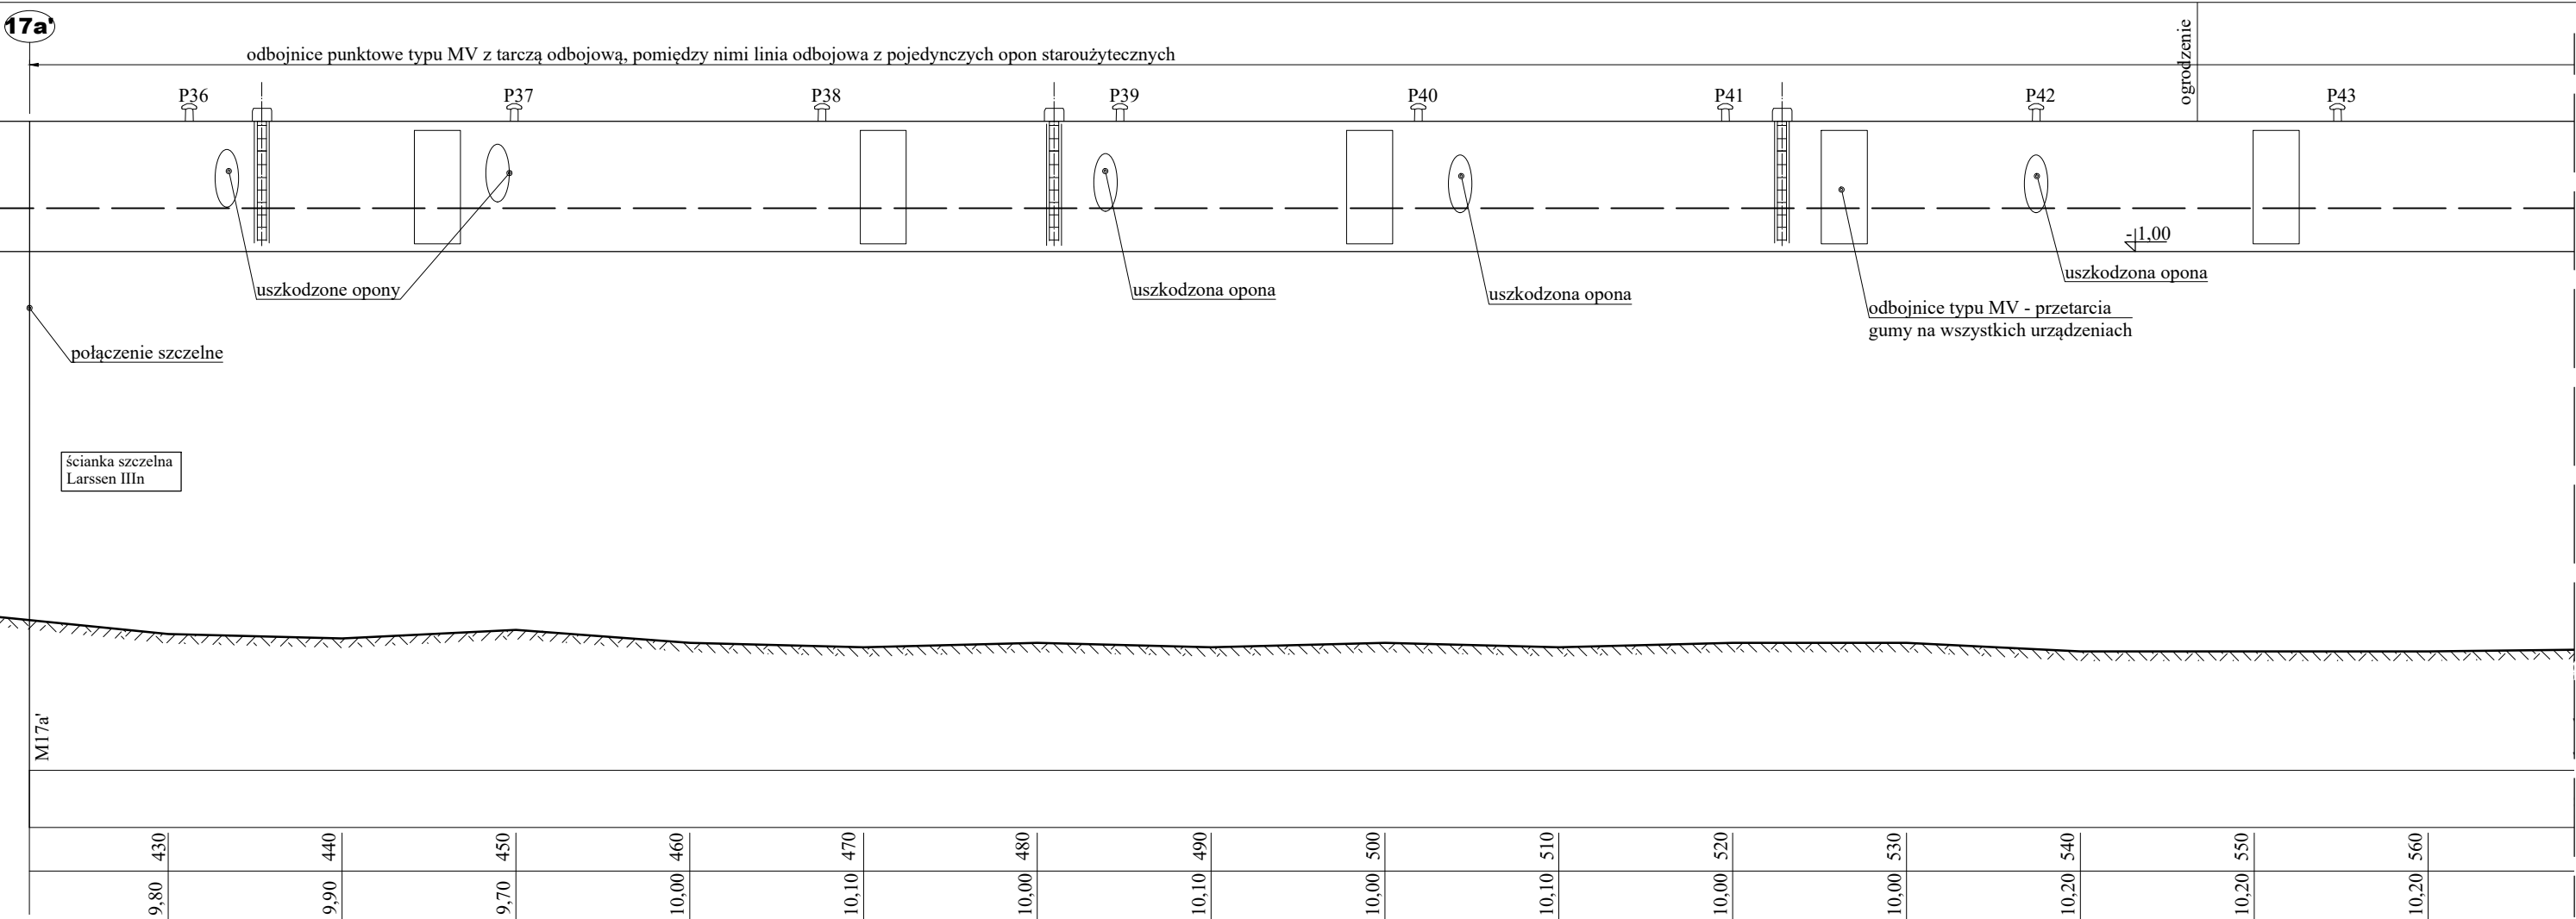 17a'
odbojnice punktowe typu MV z tarczą odbojową, pomiędzy nimi linia odbojowa z pojedynczych opon staroużytecznych
ogrodzenie
P36
P37
P38
P39
P40
P41
P42
P43
-1,00
uszkodzone opony
uszkodzona opona
uszkodzona opona
uszkodzona opona
odbojnice typu MV - przetarcia
gumy na wszystkich urządzeniach
połączenie szczelne
ścianka szczelna
Larssen IIIn
M17a'
430
440
450
460
470
480
490
500
510
520
530
540
550
560
9,80
9,90
9,70
10,00
10,10
10,00
10,10
10,00
10,10
10,00
10,00
10,20
10,20
10,20